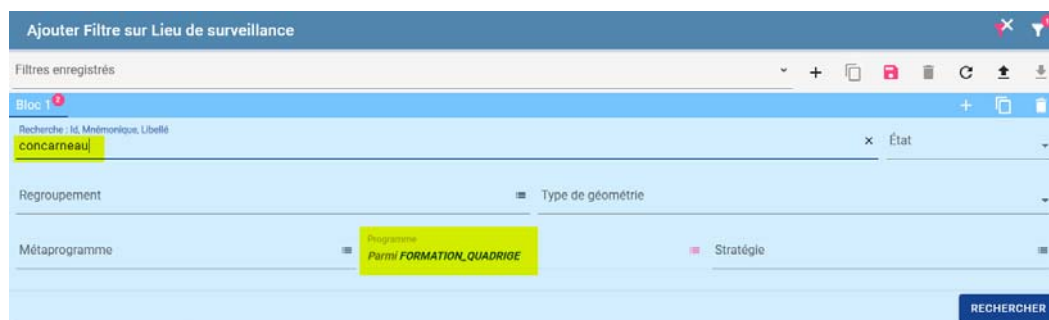 Ajouter Filtre sur Lieu de surveillance
Filtres enregistrés
Bloc 1 2
Recherche : Id, Mnémonique, Libellé
concarneau
État
Regroupement
Type de géométrie
Métaprogramme
Programme
Parmi FORMATION_QUADRIGE
Stratégie
RECHERCHER